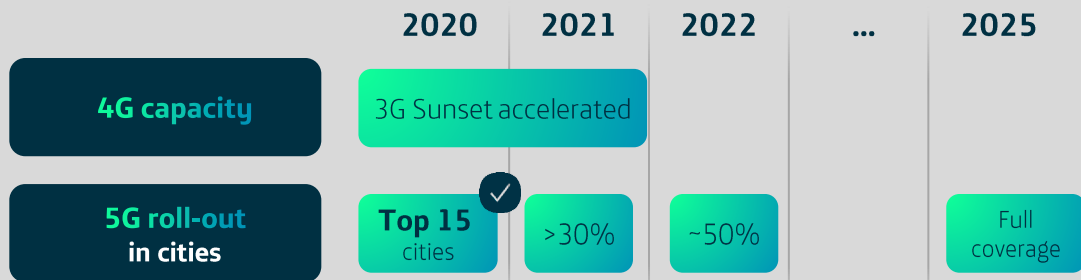 2020 2021 2022 ... 2025
4G capacity
3G Sunset accelerated
5G roll-out
in cities
Top 15
cities
>30%
~50%
Full
coverage